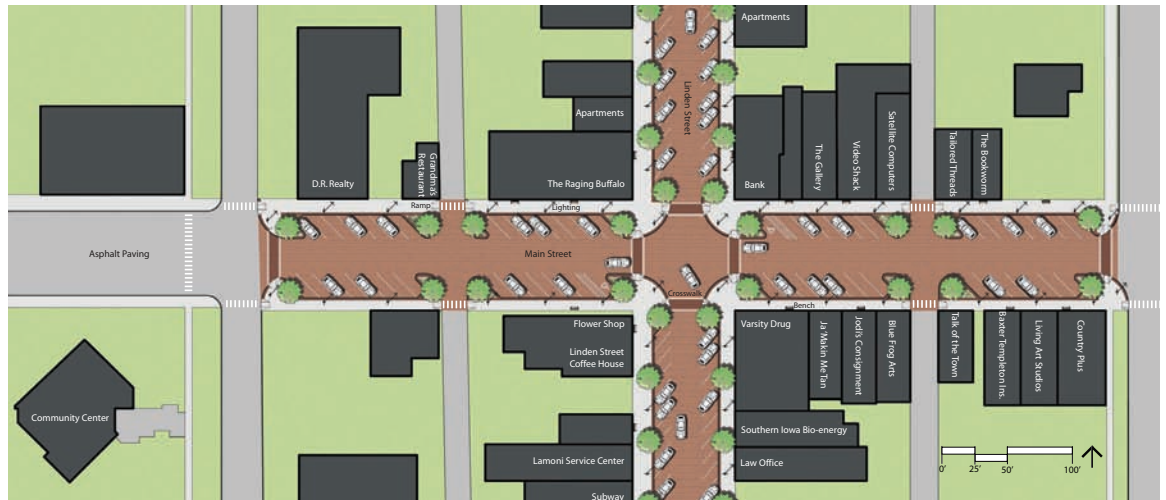 Apartments
Linden Street
Apartments
D.R. Realty
Grandma's
Restaurant
The Raging Buffalo
Bank
The Gallery
Video Shack
Satellite Computers
Tailored Threads
The Bookworm
Ramp
Lighting
Asphalt Paving
Main Street
Crosswalk
Bench
Flower Shop
Linden Street
Coffee House
Varsity Drug
Ja'Makin Me Tan
Jodi's Consignment
Blue Frog Arts
Talk of the
Town
Baxter Templeton Ins.
Living Art Studios
Country Plus
Community Center
Southern Iowa Bio-energy
Lamoni Service Center
Law Office
Subway
0'
25'
50'
100'